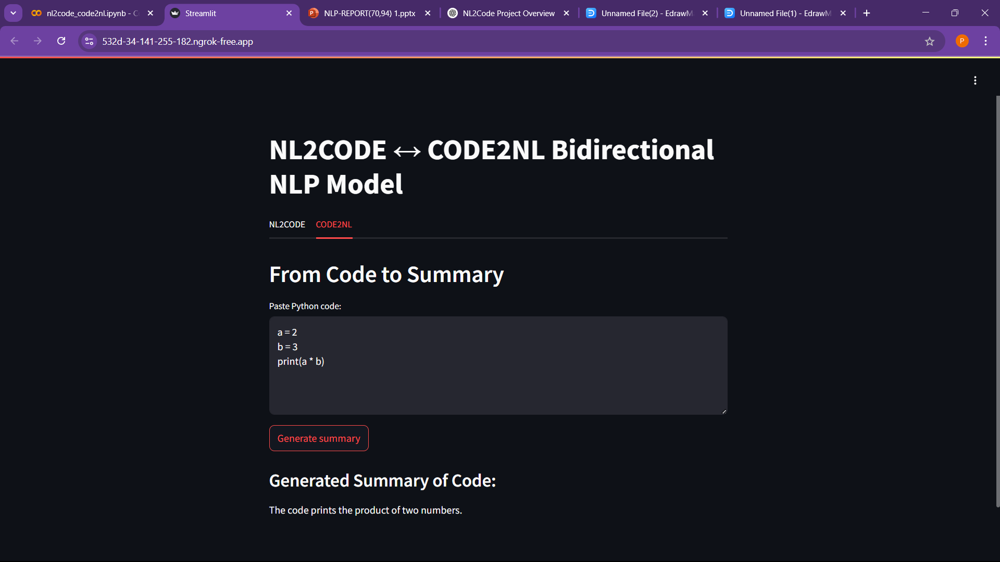 nl2code_code2nl.ipynb - C
Streamlit
NLP-REPORT(70,94) 1.pptx
NL2Code Project Overview
Unnamed File(2) - EdrawM
Unnamed File(1) - EdrawM
532d-34-141-255-182.ngrok-free.app
P
NL2CODE ↔ CODE2NL Bidirectional
NLP Model
NL2CODE CODE2NL
From Code to Summary
Paste Python code:
a = 2
b = 3
print(a * b)
Generate summary
Generated Summary of Code:
The code prints the product of two numbers.